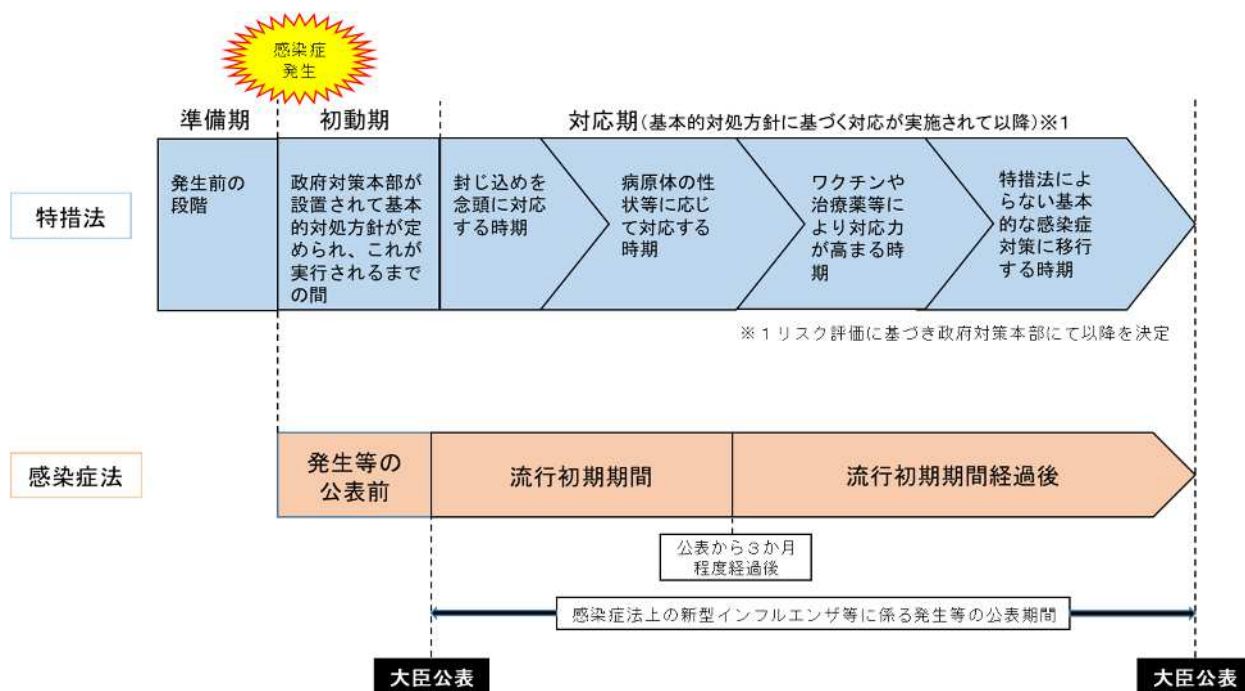 感染症
発生
準備期
初動期
対応期(基本的対処方針に基づく対応が実施されて以降)※1
特措法
発生前の
段階
政府対策本部が
設置されて基本
的対処方針が定
められ、これが
実行されるまで
の間
封じ込めを
念頭に対応
する時期
病原体の性
状等に応じ
て対応する
時期
ワクチンや
治療薬等に
より対応力
が高まる時
期
特措法によ
らない基本
的な感染症
対策に移行
する時期
※1リスク評価に基づき政府対策本部にて以降を決定
感染症法
発生等の
公表前
流行初期期間
流行初期期間経過後
公表から3か月
程度経過後
感染症法上の新型インフルエンザ等に係る発生等の公表期間
大臣公表
大臣公表